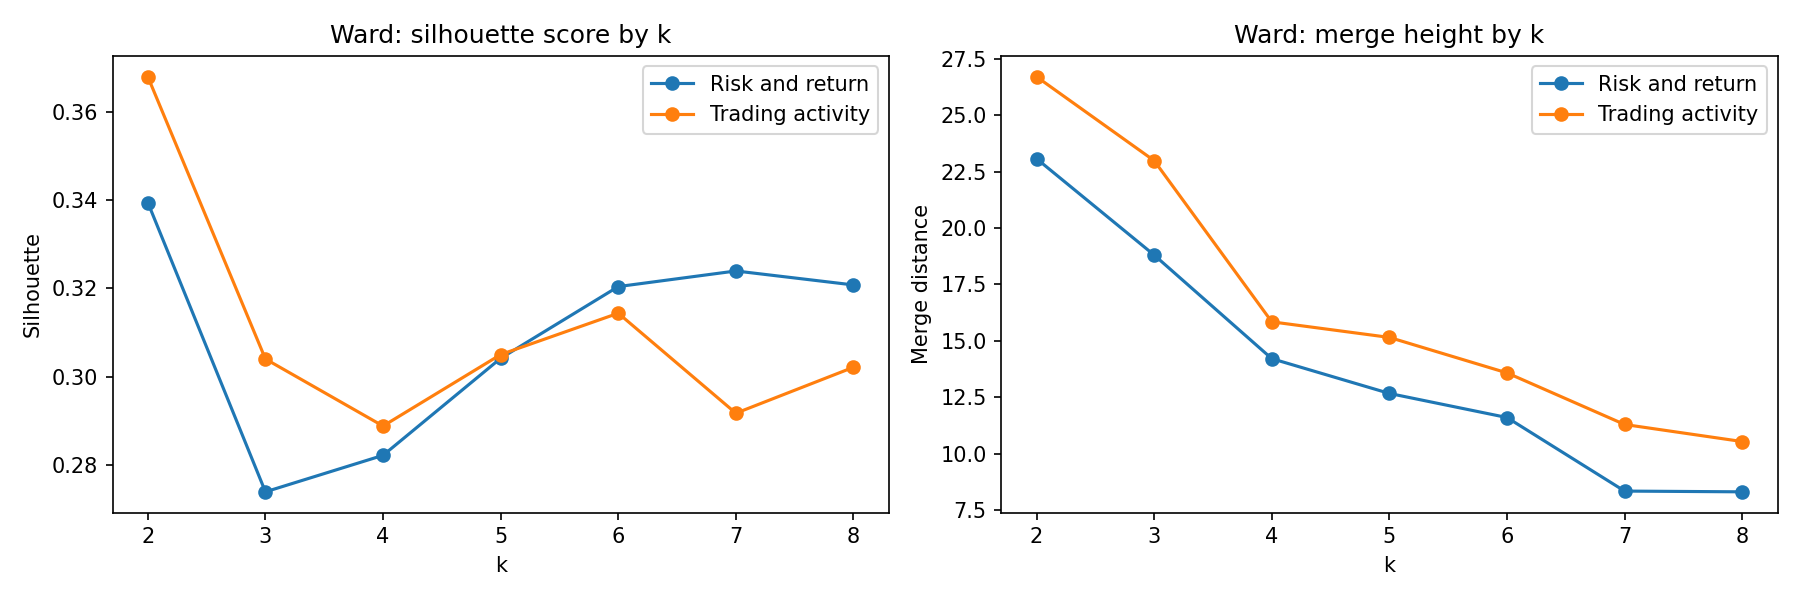 Ward: silhouette score by k
Silhouette
0.36
0.34
0.32
0.30
0.28
Risk and return
Trading activity
2 3 4 5 6 7 8
k
Ward: merge height by k
Merge distance
27.5
25.0
22.5
20.0
17.5
15.0
12.5
10.0
7.5
Risk and return
Trading activity
2 3 4 5 6 7 8
k